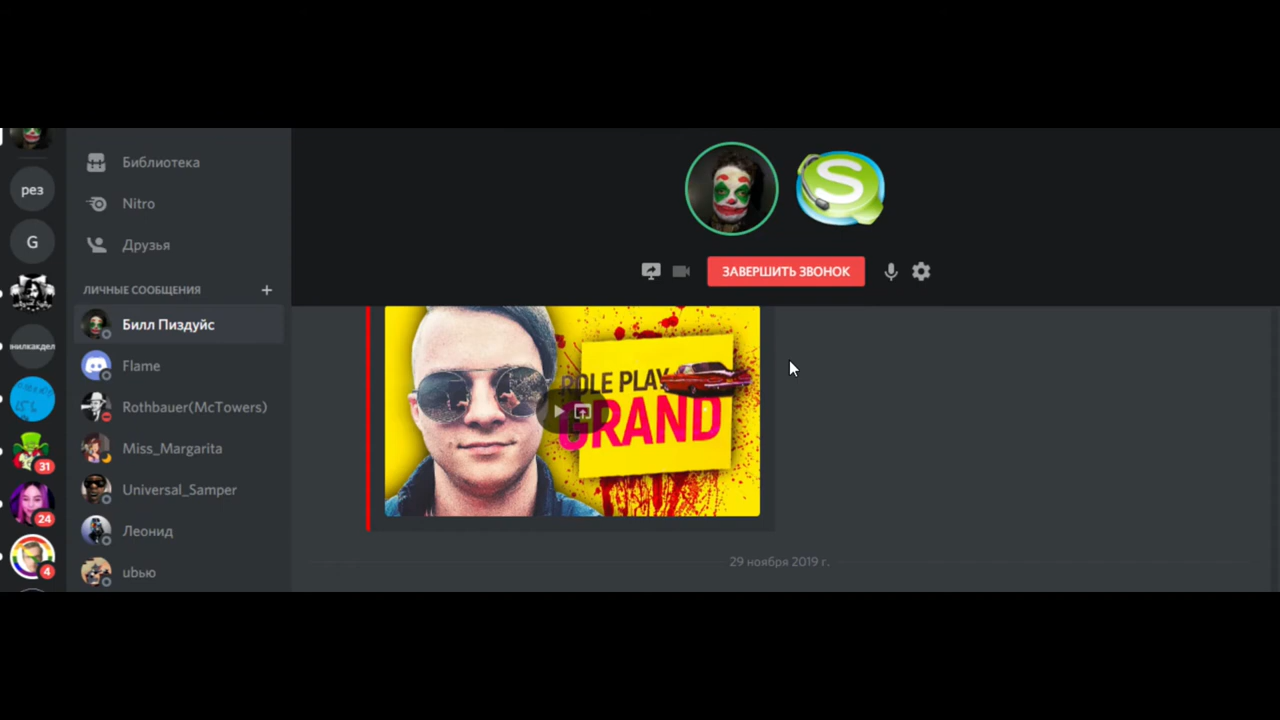 Библиотека
рез
Nitro
G
Друзья
ЗАВЕРШИТЬ ЗВОНОК
ЛИЧНЫЕ СООБЩЕНИЯ
Билл Пиздуйс
Flame
Rothbauer(McTowers)
Miss_Margarita
31
Universal_Samper
24
Леонид
4
ubью
ROLE PLAY
GRAND
29 ноября 2019 г.
S